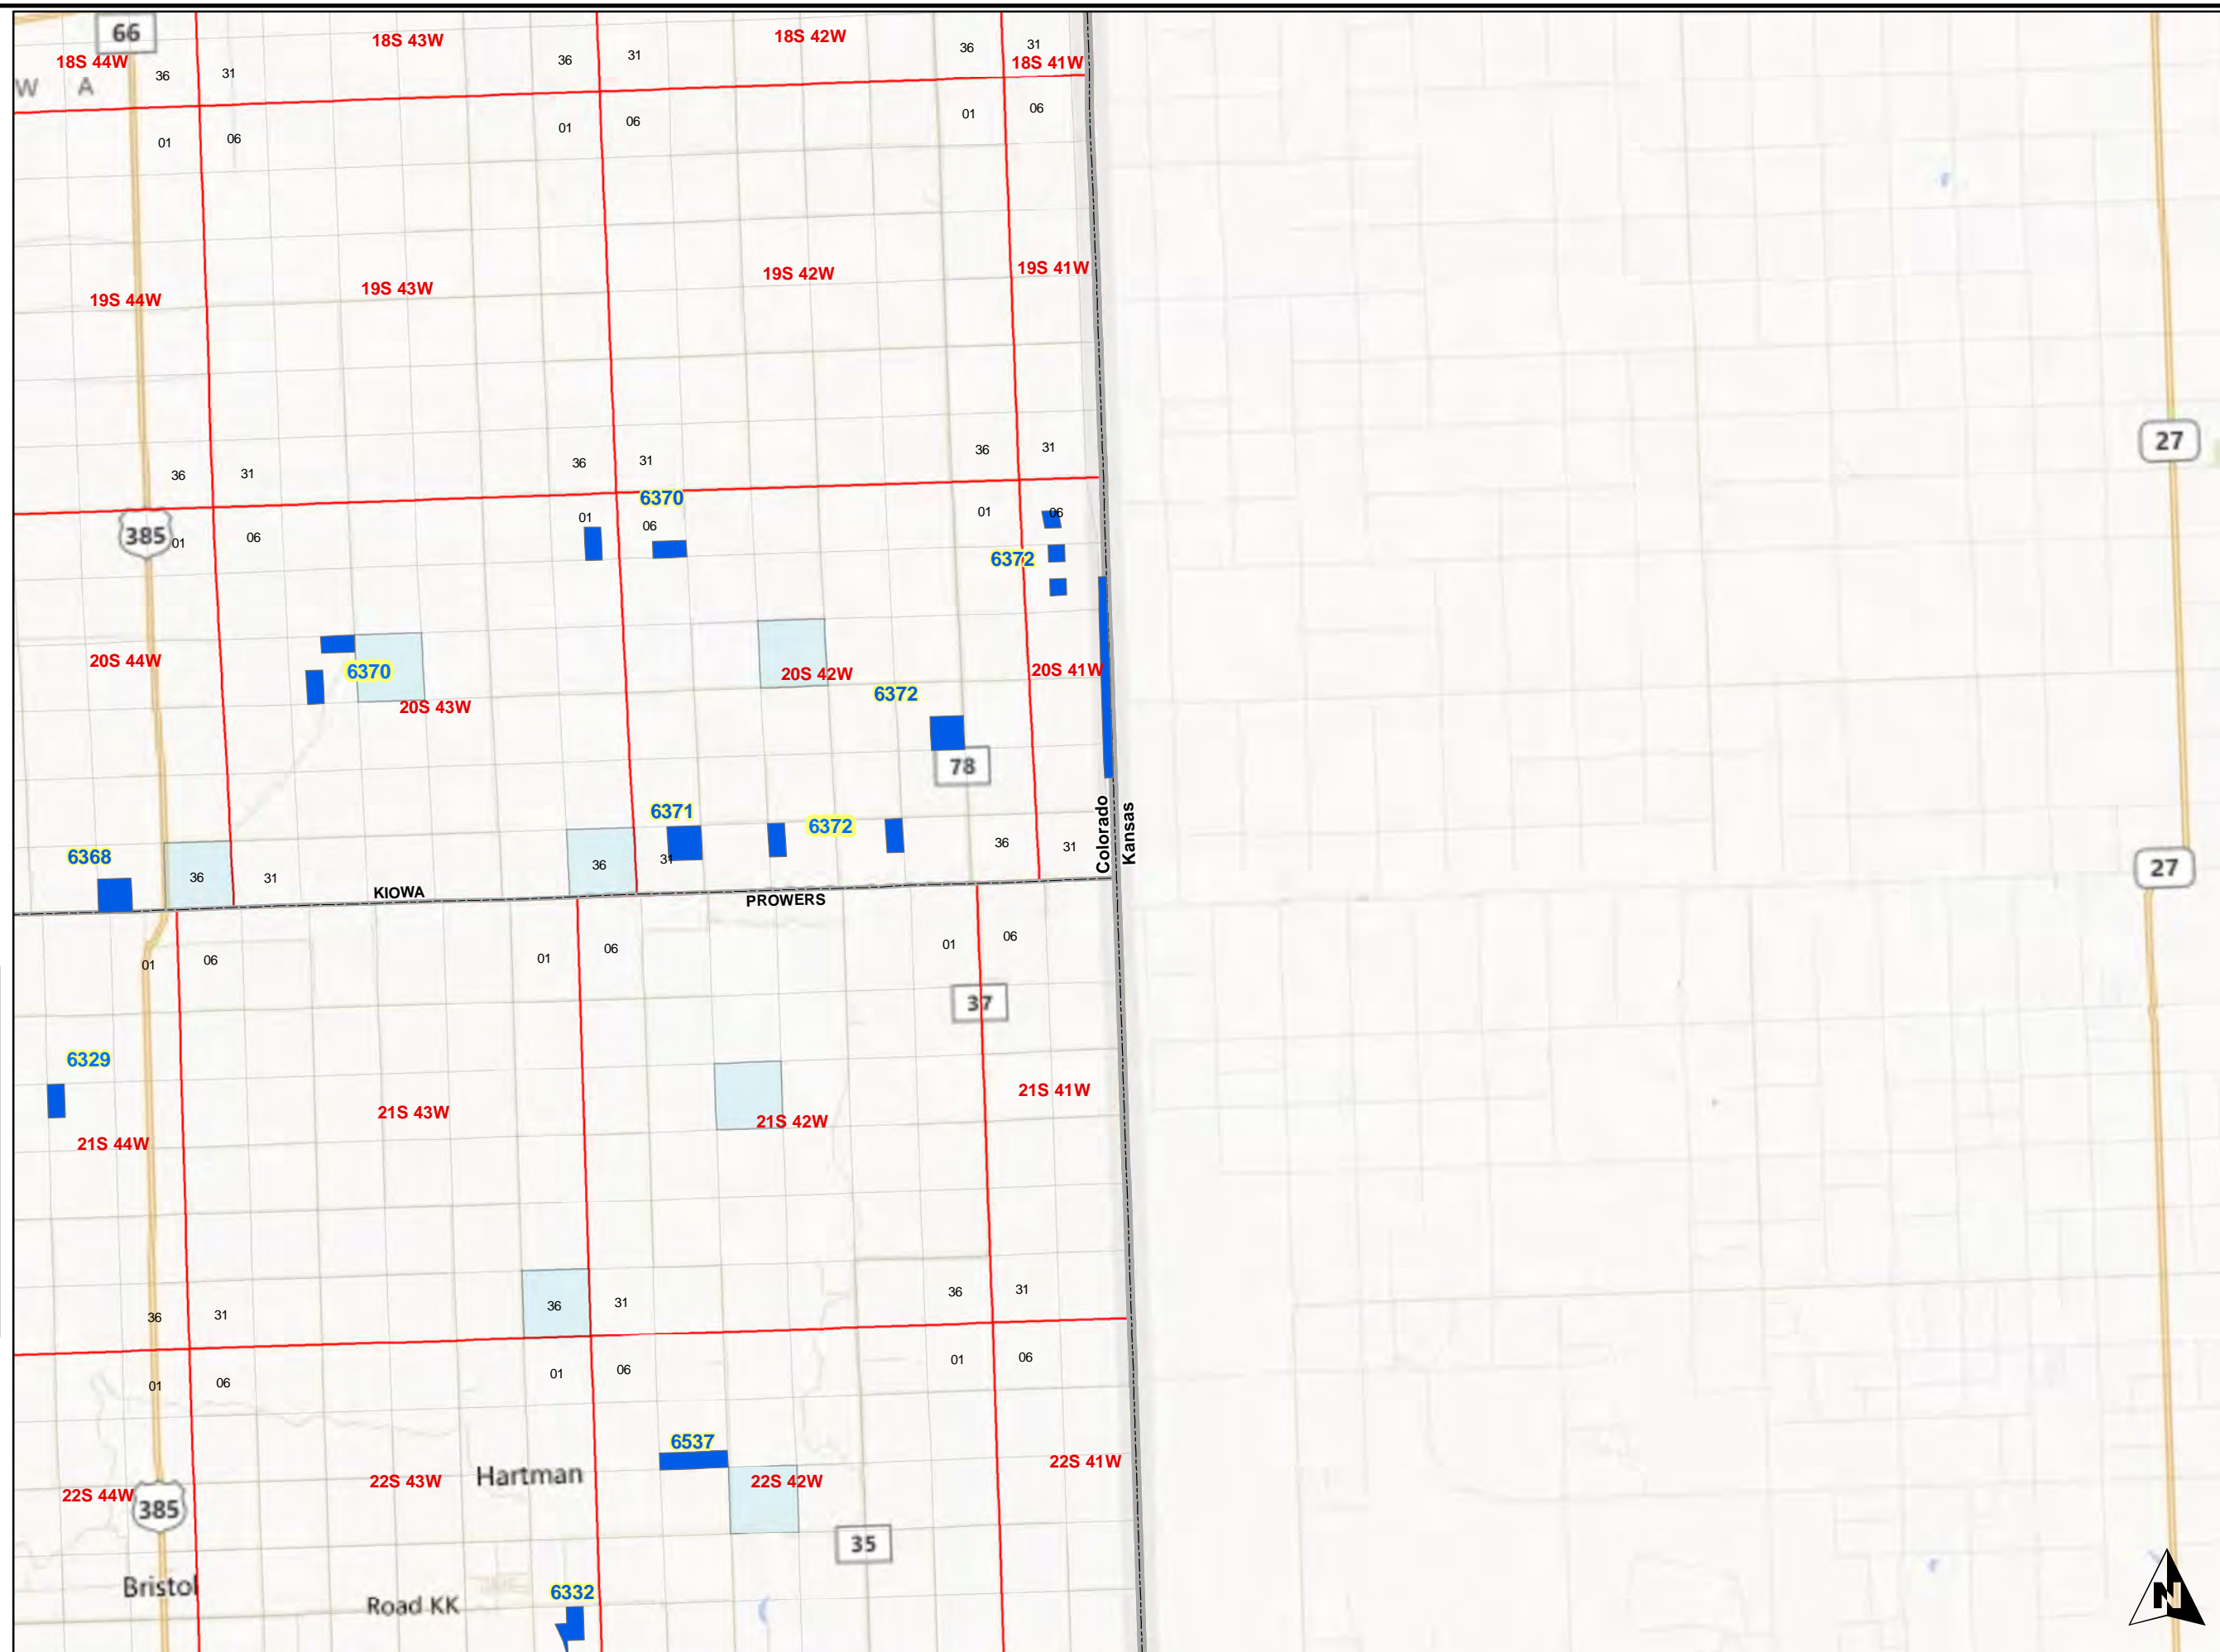 66
18S 43W
18S 42W
36
31
18S 44W
36
31
36
31
18S 41W
W A
01
06
01
06
01
06
19S 44W
19S 43W
19S 42W
19S 41W
36
31
36
31
36
31
6370
385
01
06
01
06
01
06
6372
20S 44W
6370
20S 43W
20S 42W
6372
20S 41W
78
6371
6372
Colorado
Kansas
6368
36
31
36
31
36
31
KIOWA
PROWERS
27
27
01
06
01
06
01
06
37
6329
21S 44W
21S 43W
21S 42W
21S 41W
36
31
36
31
36
31
01
06
01
06
01
06
6537
22S 44W
22S 43W
Hartman
22S 42W
22S 41W
385
35
Bristol
Road KK
6332
N